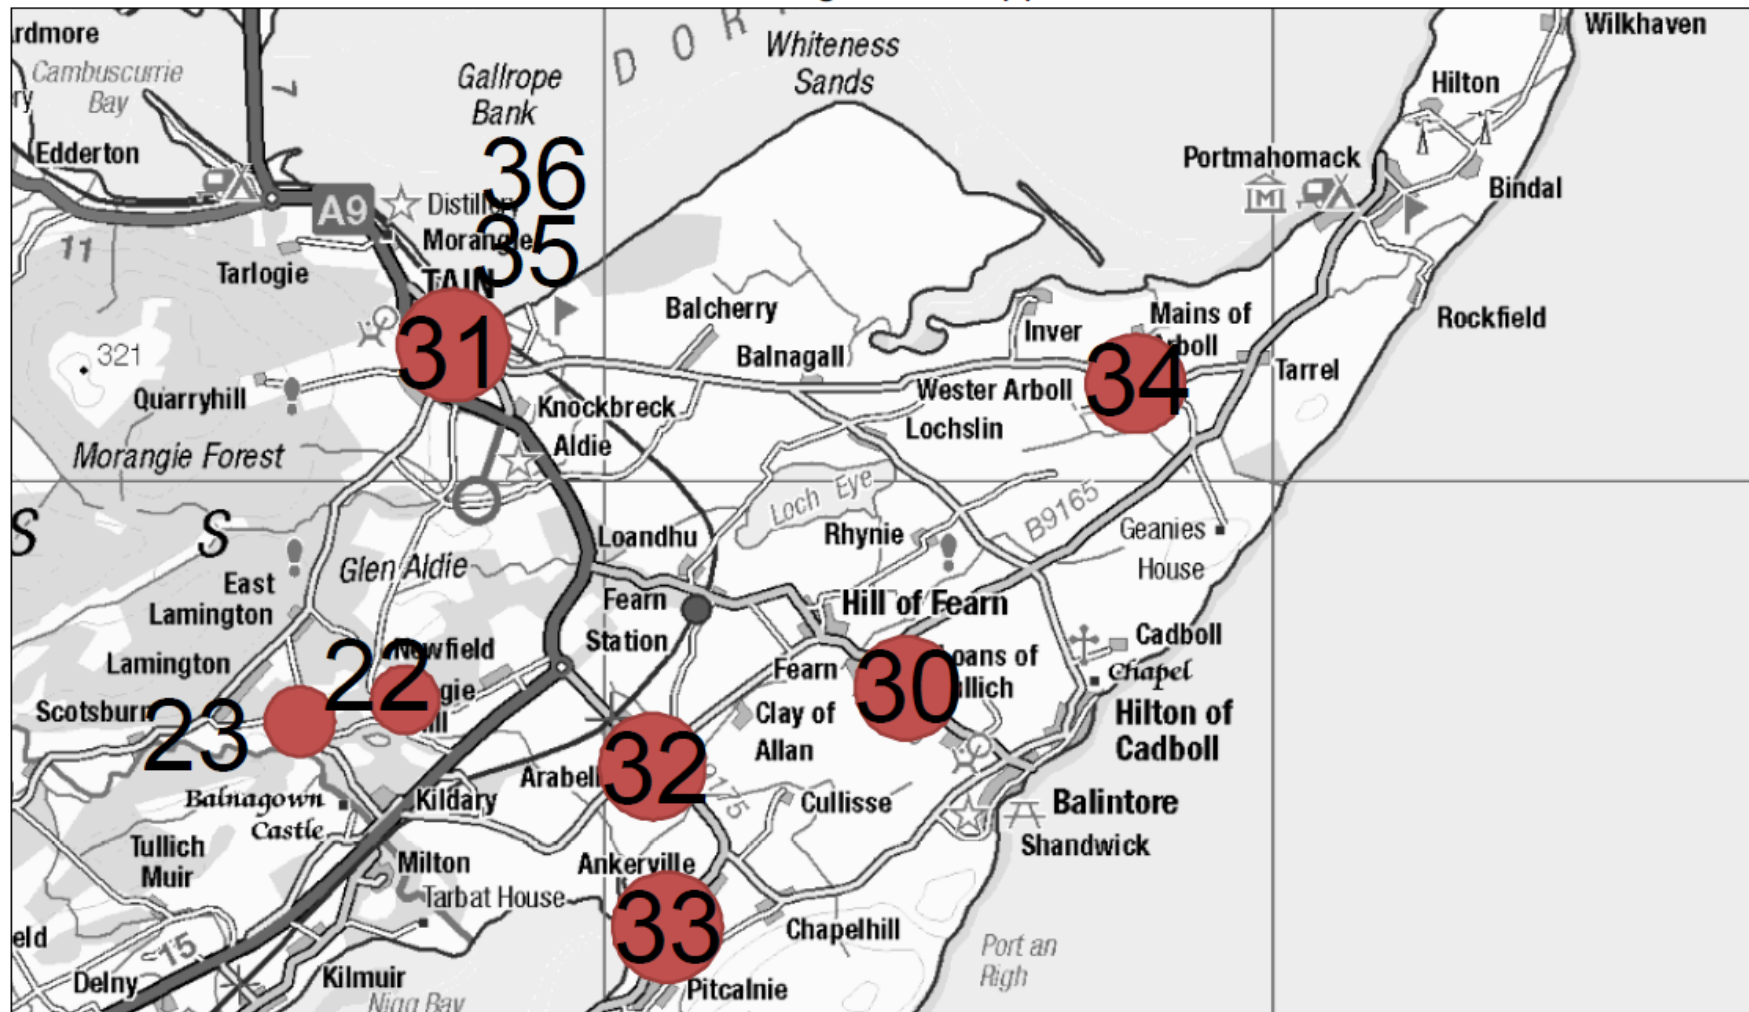 Wilkhaven
Whiteness
Sands
D O R
7
Cambuscurrie
Bay
Gallrope
Bank
Hilton
Edderton
36
Portmahomack
M
Bindal
A9
Distillery
11
Morangie
35
Tarlogie
TAIN
Balcherry
Mains of
Arboll
Rockfield
Inver
31
321
Balnagall
34
Tarrel
Quarryhill
Wester Arboll
Knockbreck
Lochslin
Aldie
Morangie Forest
Loch Eye
B9165
S
S
Loandhu
Rhynie
Geanies
House
Glen Aldie
East
Lamington
Fearn
Station
Hill of Fearn
Cadboll
Chapel
Newfield
Lamington
22
Fearn
30
Loans of
Scotsburn
23
Clay of
Allan
Hilton of
Cadboll
32
Balnagown
Castle
Kildary
Cullisse
Balintore
Shandwick
Tullich
Muir
Milton
Ankerville
Tarbat House
33
Chapelhill
15
Port an
Righ
Delny
Kilmuir
Pitcalnie
Nigg Bay